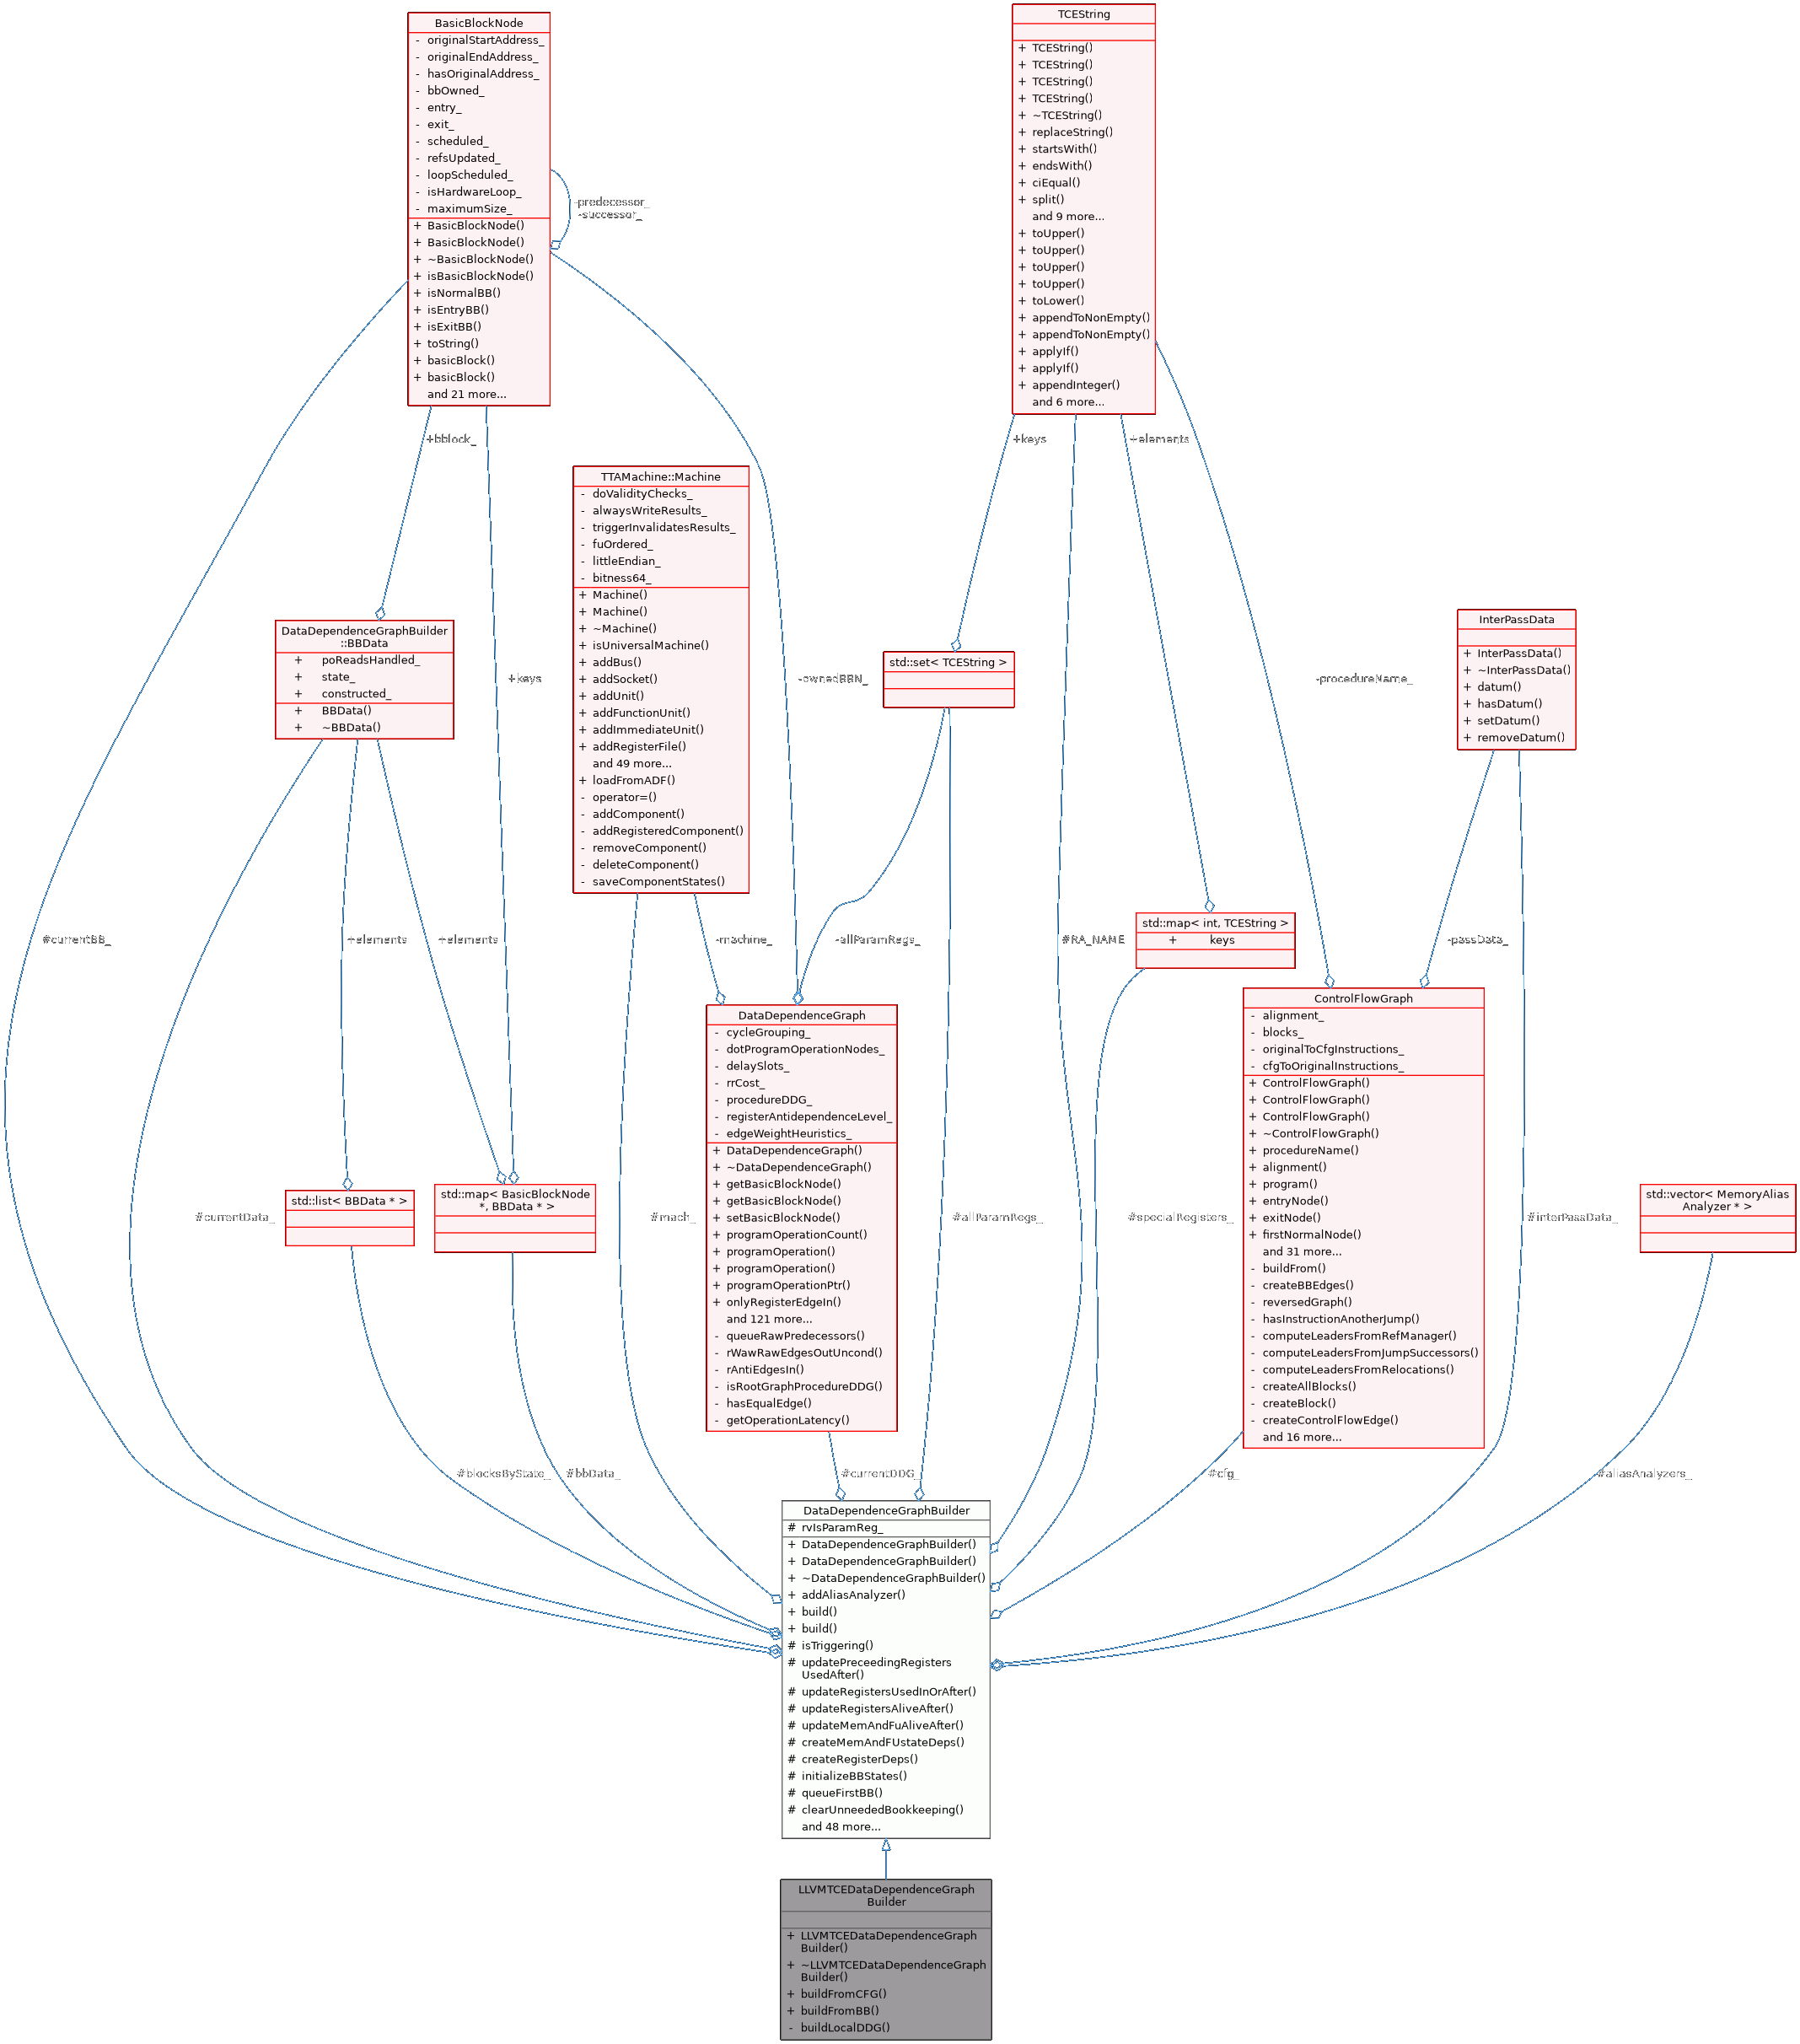 BasicBlockNode
- originalStartAddress_
- originalEndAddress_
- hasOriginalAddress_
- bbOwned_
- entry_
- exit_
- scheduled_
- refsUpdated_
- loopScheduled_
- isHardwareLoop_
- maximumSize_
+ BasicBlockNode()
+ BasicBlockNode()
+ ~BasicBlockNode()
+ isBasicBlockNode()
+ isNormalBB()
+ isEntryBB()
+ isExitBB()
+ toString()
+ basicBlock()
+ basicBlock()
and 21 more...
-predecessor_
-successor_
TCEString
+ TCEString()
+ TCEString()
+ TCEString()
+ TCEString()
+ ~TCEString()
+ replaceString()
+ startsWith()
+ endsWith()
+ ciEqual()
+ split()
and 9 more...
+ toUpper()
+ toUpper()
+ toUpper()
+ toUpper()
+ toLower()
+ appendToNonEmpty()
+ appendToNonEmpty()
+ applyIf()
+ applyIf()
+ appendInteger()
and 6 more...
+bblock_
+keys
+elements
TTAMachine::Machine
- doValidityChecks_
- alwaysWriteResults_
- triggerInvalidatesResults_
- fuOrdered_
- littleEndian_
- bitness64_
+ Machine()
+ Machine()
+ ~Machine()
+ isUniversalMachine()
+ addBus()
+ addSocket()
+ addUnit()
+ addFunctionUnit()
+ addImmediateUnit()
+ addRegisterFile()
and 49 more...
+ loadFromADF()
- operator=()
- addComponent()
- addRegisteredComponent()
- removeComponent()
- deleteComponent()
- saveComponentStates()
DataDependenceGraphBuilder
::BBData
+ poReadsHandled_
+ state_
+ constructed_
+ BBData()
+ ~BBData()
+keys
-ownedBBN_
std::set< TCEString >
-procedureName_
InterPassData
+ InterPassData()
+ ~InterPassData()
+ datum()
+ hasDatum()
+ setDatum()
+ removeDatum()
#currentBB_
+elements
+elements
-machine_
-allParamRegs_
#RA_NAME
std::map< int, TCEString >
+ keys
-passData_
DataDependenceGraph
- cycleGrouping_
- dotProgramOperationNodes_
- delaySlots_
- rrCost_
- procedureDDG_
- registerAntidependenceLevel_
- edgeWeightHeuristics_
+ DataDependenceGraph()
+ ~DataDependenceGraph()
+ getBasicBlockNode()
+ getBasicBlockNode()
+ setBasicBlockNode()
+ programOperationCount()
+ programOperation()
+ programOperation()
+ programOperationPtr()
+ onlyRegisterEdgeIn()
and 121 more...
- queueRawPredecessors()
- rWawRawEdgesOutUncond()
- rAntiEdgesIn()
- isRootGraphProcedureDDG()
- hasEqualEdge()
- getOperationLatency()
ControlFlowGraph
- alignment_
- blocks_
- originalToCfgInstructions_
- cfgToOriginalInstructions_
+ ControlFlowGraph()
+ ControlFlowGraph()
+ ControlFlowGraph()
+ ~ControlFlowGraph()
+ procedureName()
+ alignment()
+ program()
+ entryNode()
+ exitNode()
+ firstNormalNode()
and 31 more...
- buildFrom()
- createBBEdges()
- reversedGraph()
- hasInstructionAnotherJump()
- computeLeadersFromRefManager()
- computeLeadersFromJumpSuccessors()
- computeLeadersFromRelocations()
- createAllBlocks()
- createBlock()
- createControlFlowEdge()
and 16 more...
#currentData_
std::list< BBData * >
std::map< BasicBlockNode
*, BBData * >
#mach_
#allParamRegs_
#specialRegisters_
#interPassData_
std::vector< MemoryAlias
Analyzer * >
#blocksByState_
#bbData_
#currentDDG_
#cfg_
#aliasAnalyzers_
DataDependenceGraphBuilder
# rvIsParamReg_
+ DataDependenceGraphBuilder()
+ DataDependenceGraphBuilder()
+ ~DataDependenceGraphBuilder()
+ addAliasAnalyzer()
+ build()
+ build()
# isTriggering()
# updatePreceedingRegisters
UsedAfter()
# updateRegistersUsedInOrAfter()
# updateRegistersAliveAfter()
# updateMemAndFuAliveAfter()
# createMemAndFUstateDeps()
# createRegisterDeps()
# initializeBBStates()
# queueFirstBB()
# clearUnneededBookkeeping()
and 48 more...
LLVMTCEDataDependenceGraph
Builder
+ LLVMTCEDataDependenceGraph
Builder()
+ ~LLVMTCEDataDependenceGraph
Builder()
+ buildFromCFG()
+ buildFromBB()
- buildLocalDDG()